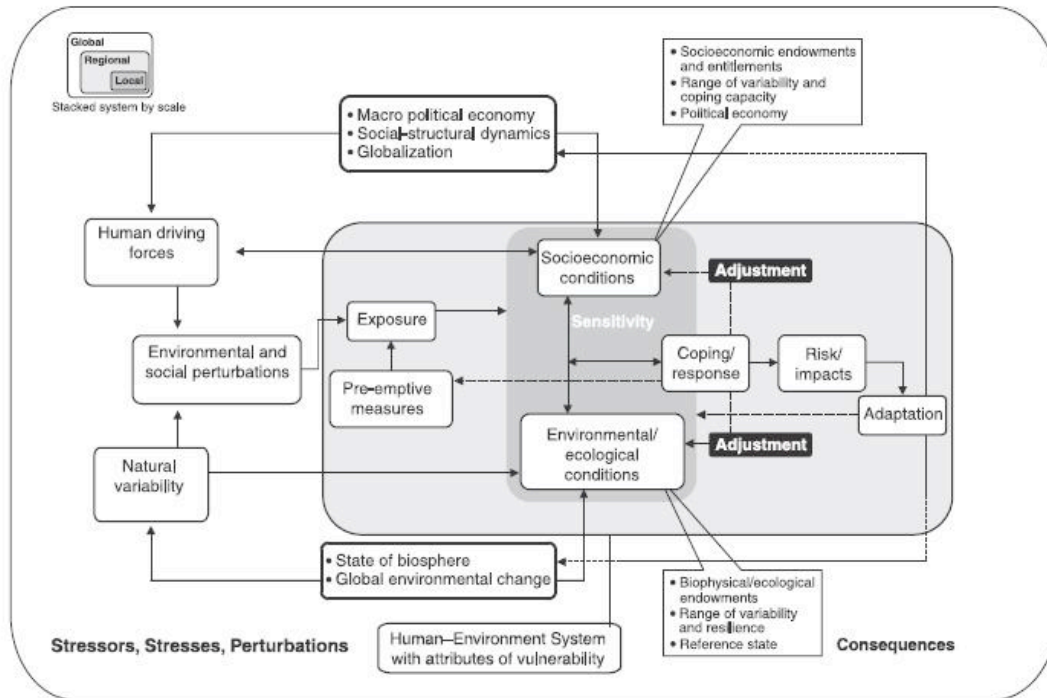 Global
Regional
Local
Stacked system by scale
• Macro political economy
• Social-structural dynamics
• Globalization
• Socioeconomic endowments
and entitlements
• Range of variability and
coping capacity
• Political economy
Human driving
forces
Socioeconomic
conditions
Adjustment
Sensitivity
Exposure
Environmental and
social perturbations
Pre-emptive
measures
Coping/
response
Risk/
impacts
Adaptation
Natural
variability
Environmental/
ecological
conditions
Adjustment
• State of biosphere
• Global environmental change
• Biophysical/ecological
endowments
• Range of variability
and resilience
• Reference state
Stressors, Stresses, Perturbations
Human–Environment System
with attributes of vulnerability
Consequences